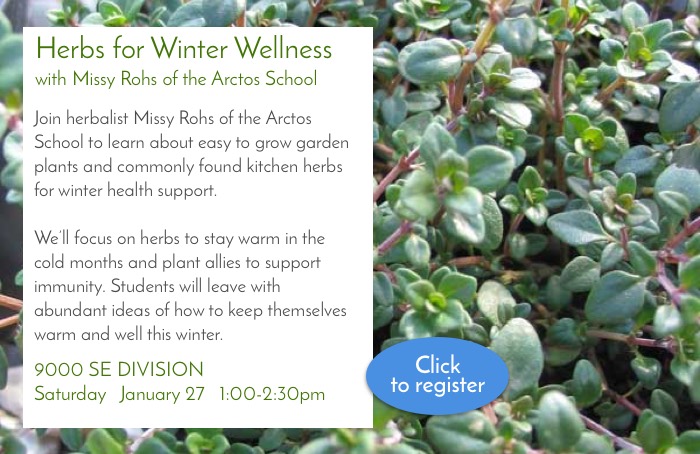 Herbs for Winter Wellness
with Missy Rohs of the Arctos School
Join herbalist Missy Rohs of the Arctos
School to learn about easy to grow garden
plants and commonly found kitchen herbs
for winter health support.
We'll focus on herbs to stay warm in the
cold months and plant allies to support
immunity. Students will leave with
abundant ideas of how to keep themselves
warm and well this winter.
9000 SE DIVISION
Saturday January 27 1:00-2:30pm
Click
to register